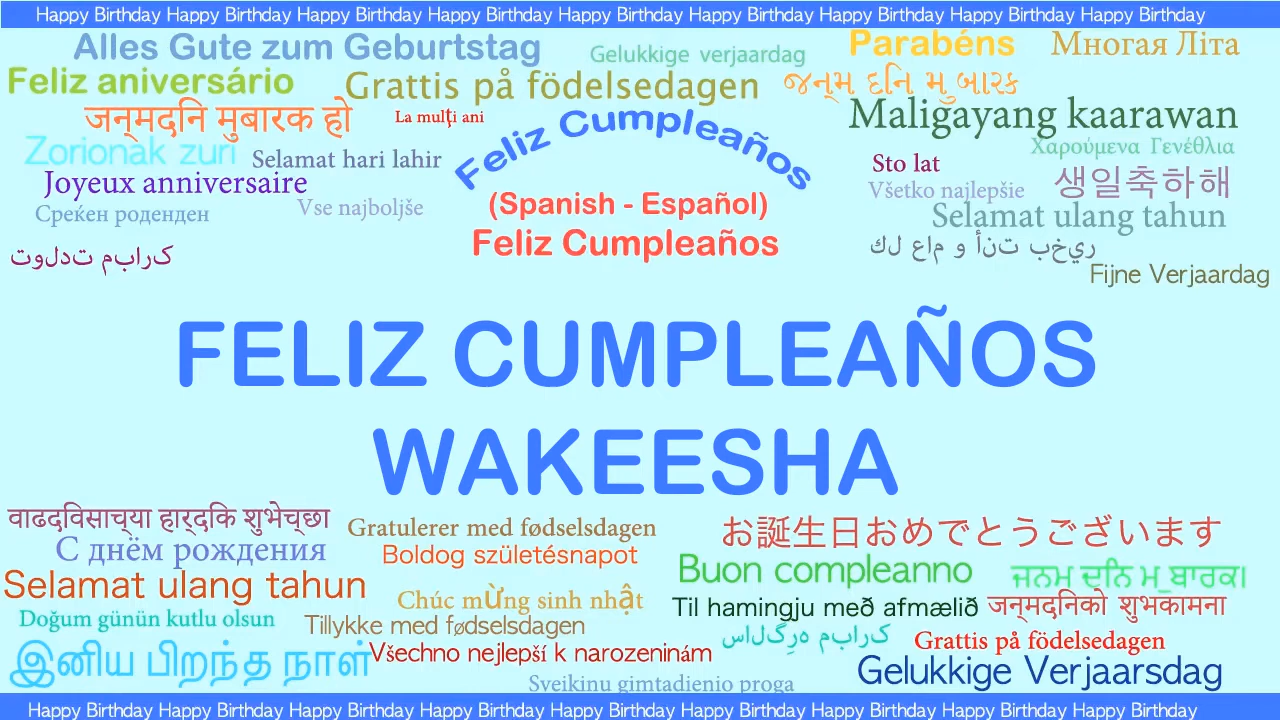 Happy Birthday Happy Birthday Happy Birthday Happy Birthday Happy Birthday Happy Birthday Happy Birthday Happy Birthday Happy Birthday
Alles Gute zum Geburtstag
Gelukkige verjaardag
Parabéns
Многая Літа
Feliz aniversário
Grattis på födelsedagen
જન્મ દિન મુબારક
जन्मदिन मुबारक हो
La mulţi ani
Feliz Cumpleaños
Maligayang kaarawan
Zorionak zuri
Selamat hari lahir
Sto lat
Χαρούμενα Γενέθλια
Joyeux anniversaire
Vse najboljše
(Spanish - Español)
Všetko najlepšie
생일축하해
Среќен роденден
Feliz Cumpleaños
Selamat ulang tahun
تولدت مبارک
كل عام و أنت بخير
Fijne Verjaardag
FELIZ CUMPLEAÑOS
WAKEESHA
वाढदिवसाच्या हार्दिक शुभेच्छा
Gratulerer med fødselsdagen
お誕生日おめでとうございます
С днём рождения
Boldog születésnapot
Buon compleanno
ਜਨਮ ਦਿਨ ਮੁਬਾਰਕ।
Selamat ulang tahun
Chúc mừng sinh nhật
Til hamingju með afmælið
जन्मदिनको शुभकामना
Doğum günün kutlu olsun
Tillykke med fødselsdagen
سالگرہ مبارک
Grattis på födelsedagen
இனிய பிறந்த நாள்
Všechno nejlepší k narozeninám
Gelukkige Verjaarsdag
Sveikinu gimtadienio proga
Happy Birthday Happy Birthday Happy Birthday Happy Birthday Happy Birthday Happy Birthday Happy Birthday Happy Birthday Happy Birthday